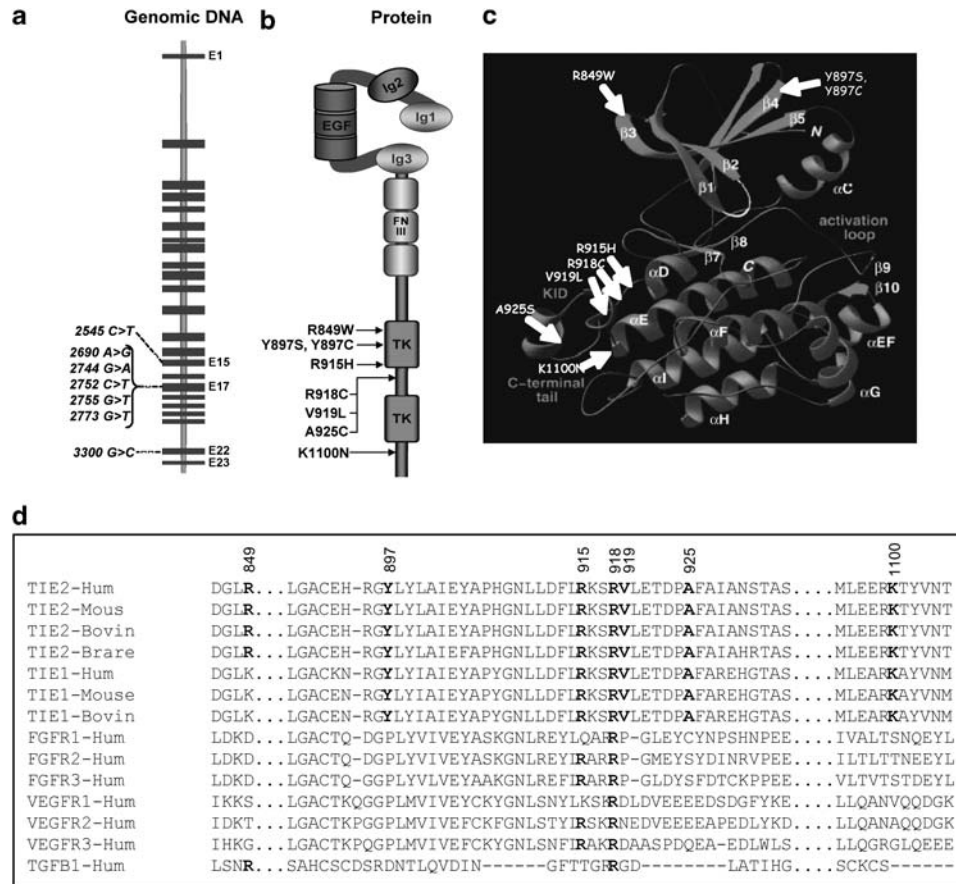 a
Genomic DNA
E1
2545 C>T
2690 A>G
2744 G>A
2752 C>T
2755 G>T
2773 G>T
3300 G>C
E15
E17
E22
E23
b
Protein
Ig2
Ig1
EGF
Ig3
FN
III
TK
TK
R849W
Y897S, Y897C
R915H
R918C
V919L
A925C
K1100N
c
R849W
Y897S,
Y897C
β3
β4
β5
N
β2
β1
αC
activation
loop
R915H
R918C
V919L
β8
β7
C
αD
β9
β10
KID
A925S
αE
αF
αEF
K1100N
C-terminal
tail
αI
αG
αH
d
849 897 915 918 919 925 1100
TIE2-Hum DGLR...LGACEH-RGYLYLAIEYAPHGNLLDFLRKSRVLETDPAFAIANSTAS....MLEERKTYVNT
TIE2-Mous DGLR...LGACEH-RGYLYLAIEYAPHGNLLDFLRKSRVLETDPAFAIANSTAS....MLEERKTYVNT
TIE2-Bovin DGLR...LGACEH-RGYLYLAIEYAPHGNLLDFLRKSRVLETDPAFAIANSTAS....MLEERKTYVNT
TIE2-Brare DGLR...LGACEH-RGYLYLAIEYAPHGNLLDFLRKSRVLETDPAFAIAHRTAS....MLEERKTYVNT
TIE1-Hum DGLK...LGACKN-RGYLYIAIEYAPYGNLLDFLRKSRVLETDPAFAREHGTAS....MLEARKAYVNM
TIE1-Mouse DGLK...LGACEN-RGYLYIAIEYAPYGNLLDFLRKSRVLETDPAFAREHGTAS....MLEARKAYVNM
TIE1-Bovin DGLK...LGACEN-RGYLYIAIEYAPYGNLLDFLRKSRVLETDPAFAREHGTAS....MLEARKAYVNM
FGFR1-Hum LDKD...LGACTQ-DGPLYVIVEYASKGNLREYLQARRP-GLEYCYNPSHNPEE....IVALTSNQEYL
FGFR2-Hum LDKD...LGACTQ-DGPLYVIVEYASKGNLREYLRARRP-PGMEYSYDINRVPEE....ILTLTTNEEYL
FGFR3-Hum LDKD...LGACTQ-GGPLYVLVEYAAKGNLREFLRARRP-PGLDYSFDTCKPPEE....VLTVTSTDEYL
VEGFR1-Hum IKKS...LGACTKQGGPLMVIVEYCKYGNLSNYLKSKRDLDVEEEEDSDGFYKE....LLQANVQQDGK
VEGFR2-Hum IDKT...LGACTKPGGPLMVIVEFCKFGNLSTYLRSKRNEDVEEEEAPEDLYKD....LLQANAQQDGK
VEGFR3-Hum IHKG...LGACTKPQGPLMVIVEFCKYGNLSNFLRAKRDAASPDQEA-EDLWLS....LLQGRGLQEEE
TGFB1-Hum LSNR...SAHCSCDSRDNTLQVDIN------GFTTGRRGD------LATIHG...SCKCS-----------